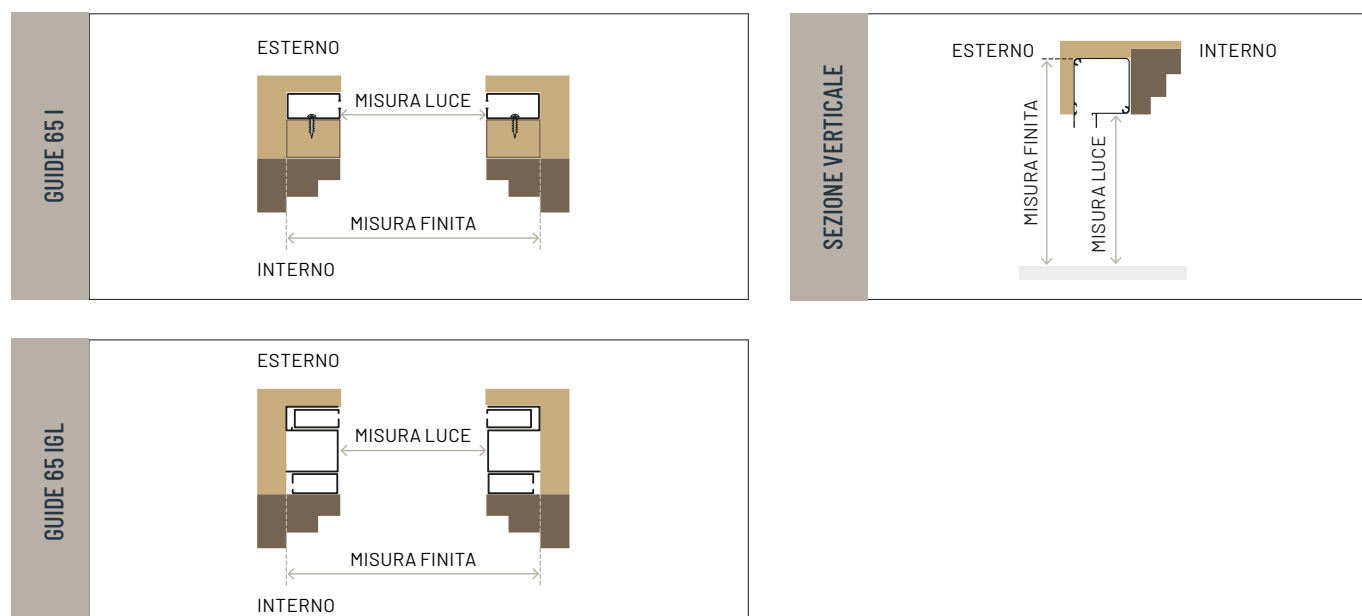 GUIDE 65 I
ESTERNO
MISURA LUCE
MISURA FINITA
INTERNO
SEZIONE VERTICALE
ESTERNO
INTERNO
MISURA FINITA
MISURA LUCE
GUIDE 65 IGL
ESTERNO
MISURA LUCE
MISURA FINITA
INTERNO